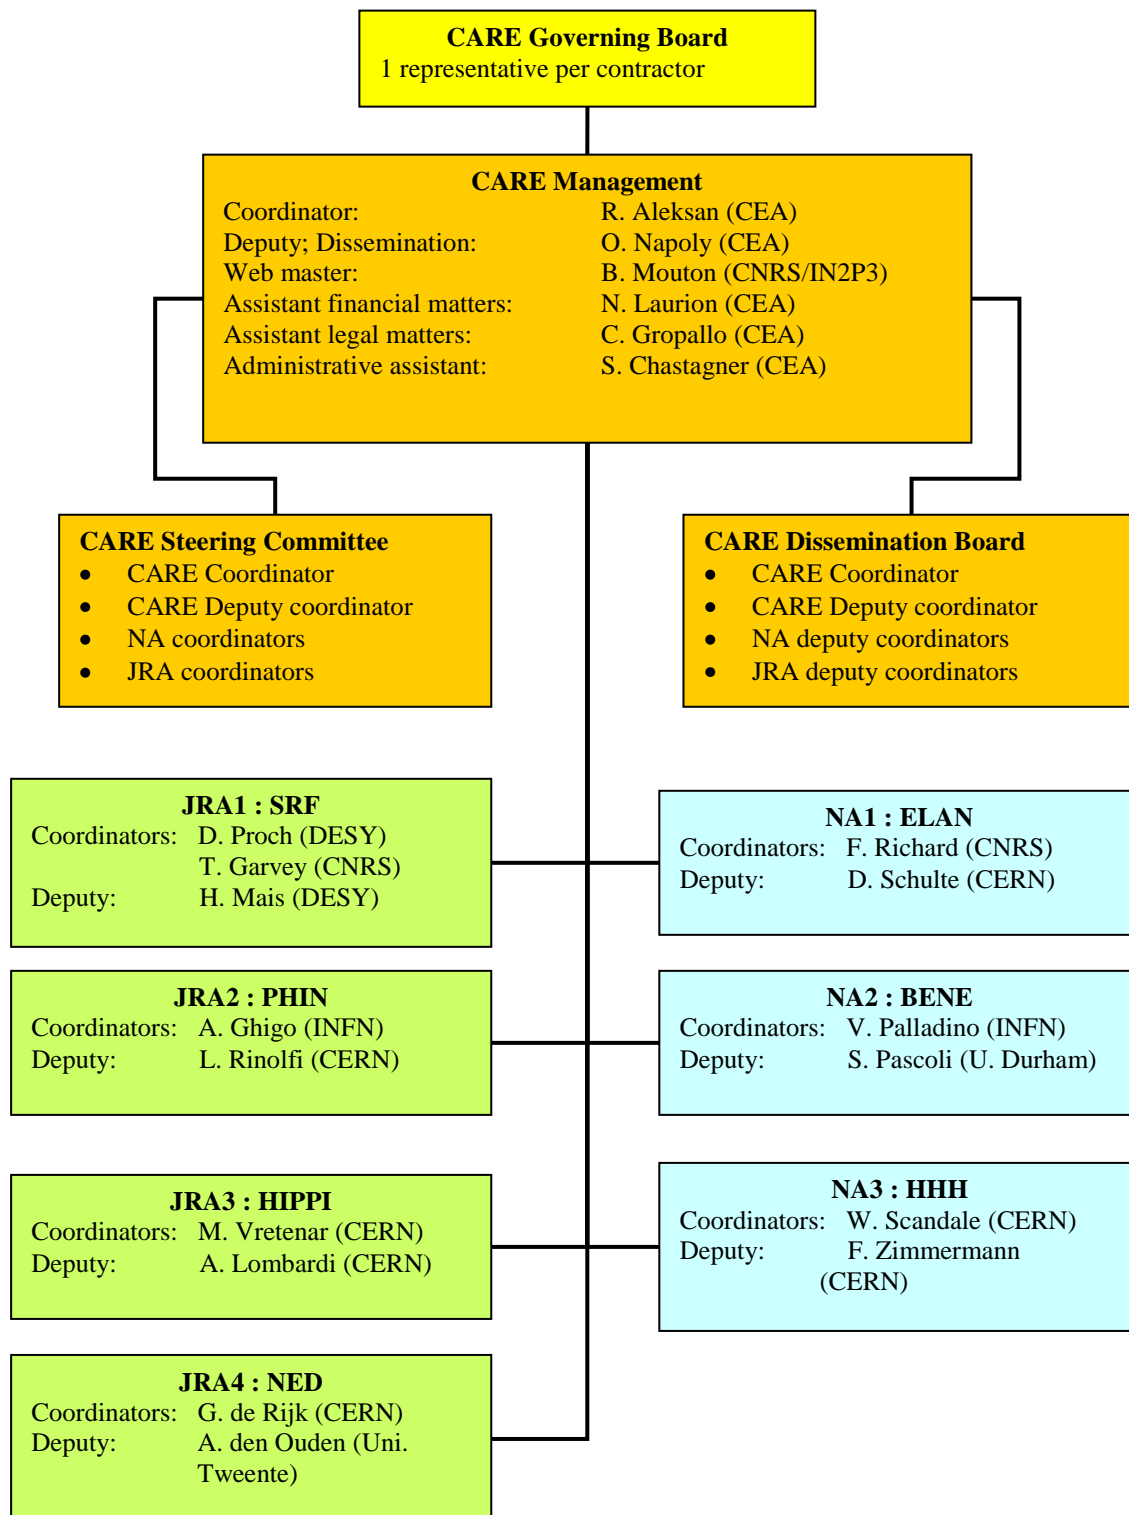 CARE Governing Board
1 representative per contractor
CARE Management
Coordinator: R. Aleksan (CEA)
Deputy; Dissemination: O. Napoly (CEA)
Web master: B. Mouton (CNRS/IN2P3)
Assistant financial matters: N. Laurion (CEA)
Assistant legal matters: C. Gropallo (CEA)
Administrative assistant: S. Chastagner (CEA)
CARE Steering Committee
• CARE Coordinator
• CARE Deputy coordinator
• NA coordinators
• JRA coordinators
CARE Dissemination Board
• CARE Coordinator
• CARE Deputy coordinator
• NA deputy coordinators
• JRA deputy coordinators
JRA1 : SRF
Coordinators: D. Proch (DESY)
T. Garvey (CNRS)
Deputy: H. Mais (DESY)
NA1 : ELAN
Coordinators: F. Richard (CNRS)
Deputy: D. Schulte (CERN)
JRA2 : PHIN
Coordinators: A. Ghigo (INFN)
Deputy: L. Rinolfi (CERN)
NA2 : BENE
Coordinators: V. Palladino (INFN)
Deputy: S. Pascoli (U. Durham)
JRA3 : HIPPI
Coordinators: M. Vretenar (CERN)
Deputy: A. Lombardi (CERN)
NA3 : HHH
Coordinators: W. Scandale (CERN)
Deputy: F. Zimmermann
(CERN)
JRA4 : NED
Coordinators: G. de Rijk (CERN)
Deputy: A. den Ouden (Uni.
Tweente)